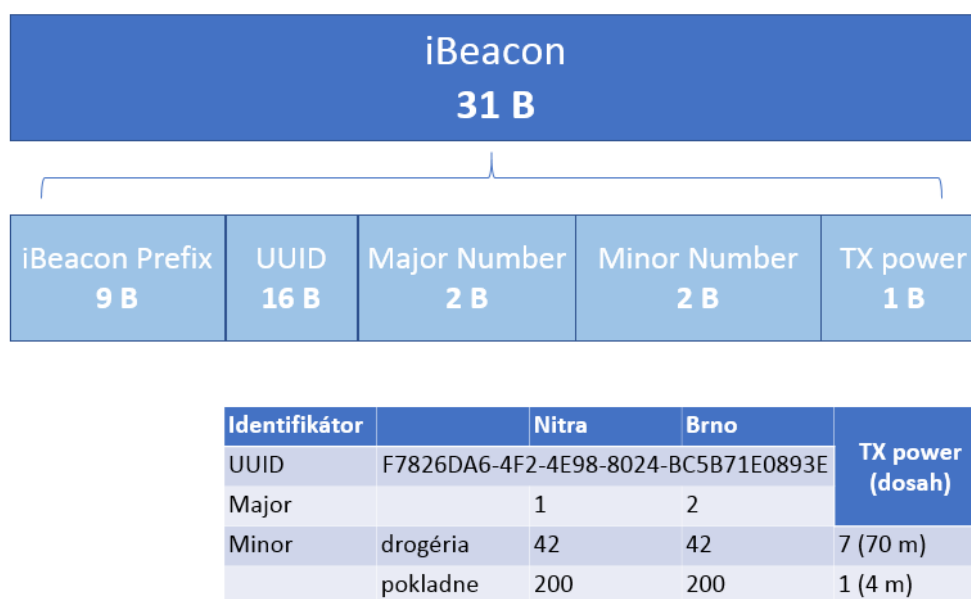 iBeacon
31 B
iBeacon Prefix UUID Major Number Minor Number TX power
9 B 16 B 2 B 2 B 1 B
Identifikátor Nitra Brno TX power (dosah)
UUID F7826DA6-4F2-4E98-8024-BC5B71E0893E
Major 1 2
Minor drogéria 42 42 7 (70 m)
pokladne 200 200 1 (4 m)